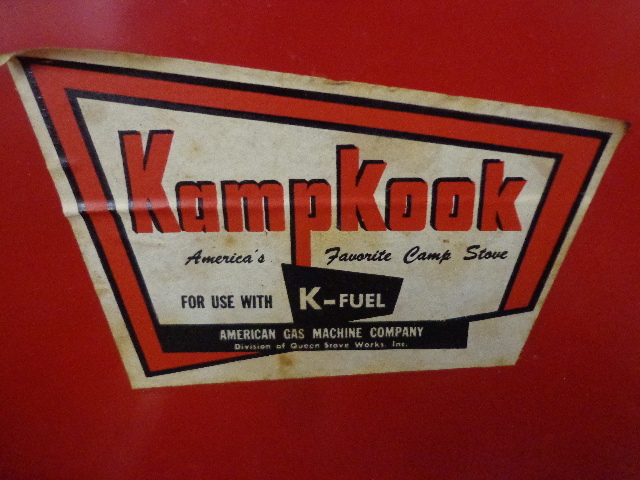 KampKook
America's Favorite Camp Stove
FOR USE WITH K-FUEL
AMERICAN GAS MACHINE COMPANY
Division of Queen Stove Works, Inc.